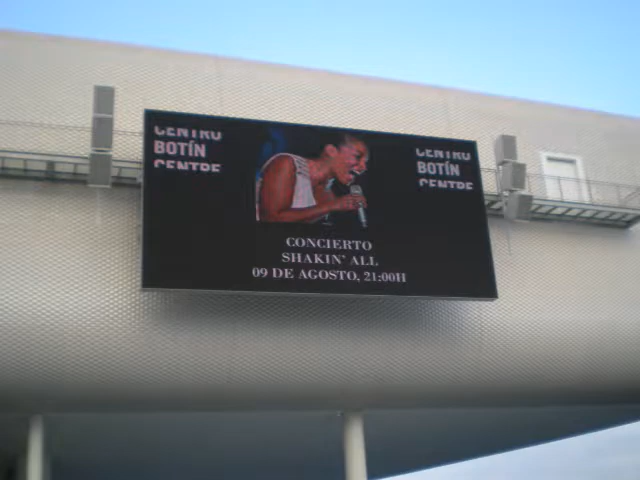 CENTRO
BOTÍN
CENTRE
CENTRO
BOTÍN
CENTRE
CONCIERTO
SHAKIN' ALL
09 DE AGOSTO, 21:00H